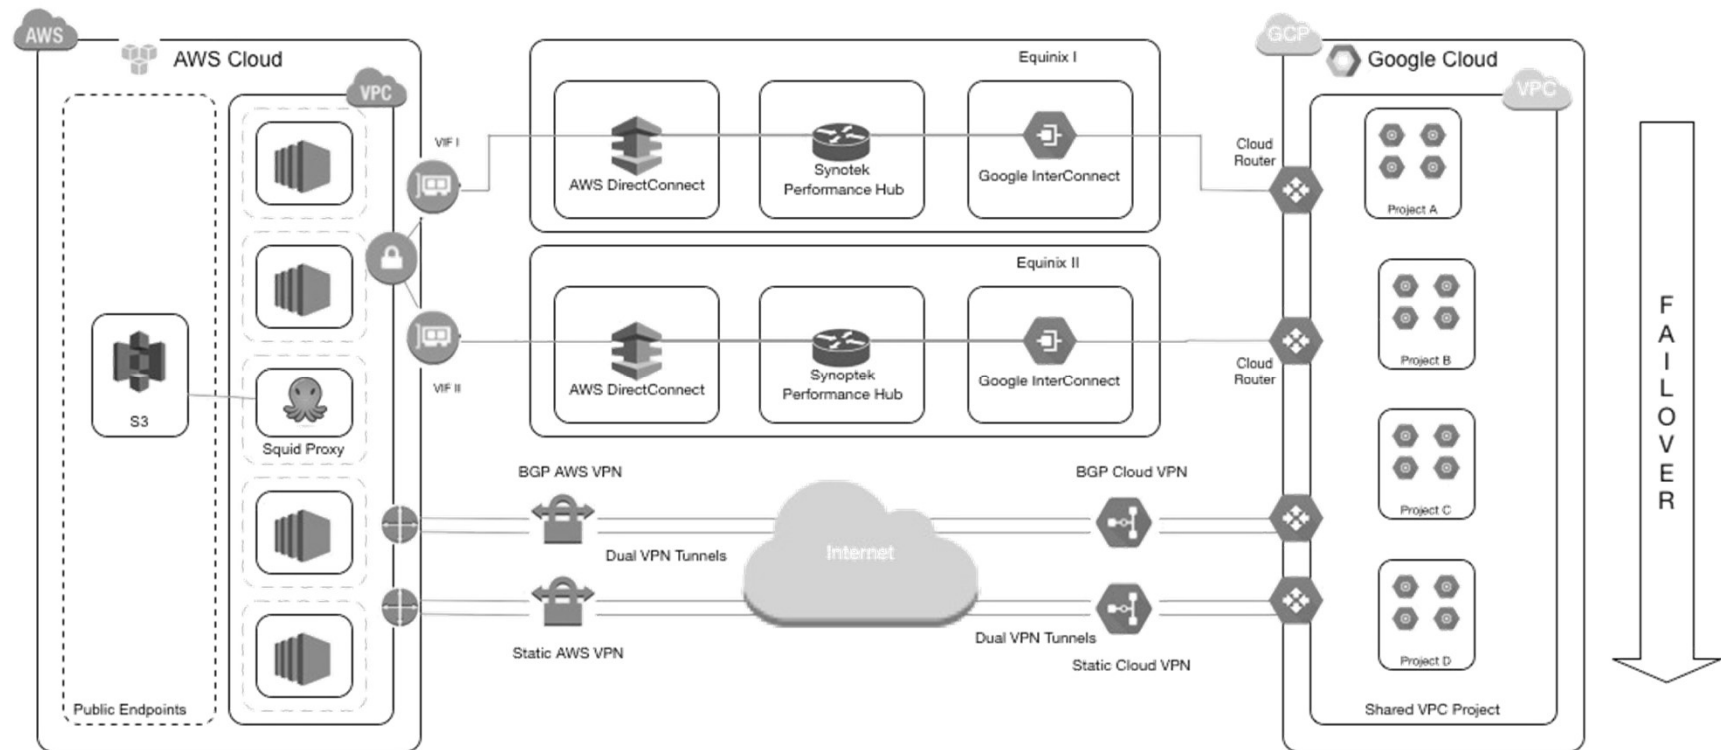 AWS
AWS Cloud
VPC
S3
Squid Proxy
Public Endpoints
VIF I
VIF II
Equinix I
AWS DirectConnect
Synotek
Performance Hub
Google InterConnect
Equinix II
AWS DirectConnect
Synoptek
Performance Hub
Google InterConnect
BGP AWS VPN
BGP Cloud VPN
Dual VPN Tunnels
Internet
Static AWS VPN
Dual VPN Tunnels
Static Cloud VPN
Cloud
Router
Cloud
Router
GCP
Google Cloud
VPC
Project A
Project B
Project C
Project D
Shared VPC Project
FAILOVER